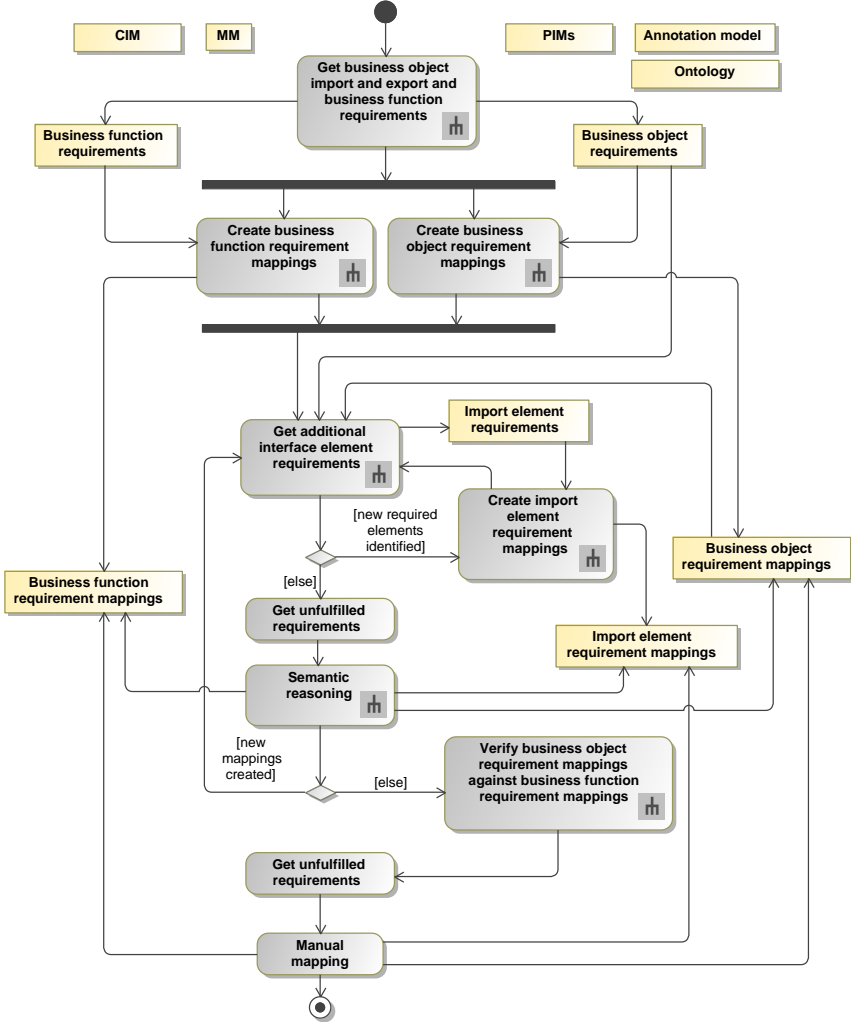 CIM
MM
PIMs
Annotation model
Ontology
Get business object
import and export and
business function
requirements
Business function
requirements
Business object
requirements
Create business
function requirement
mappings
Create business
object requirement
mappings
Get additional
interface element
requirements
Import element
requirements
[new required
elements
identified]
Create import
element
requirement
mappings
Business object
requirement mappings
[else]
Business function
requirement mappings
Get unfulfilled
requirements
Import element
requirement mappings
Semantic
reasoning
[new
mappings
created]
[else]
Verify business object
requirement mappings
against business function
requirement mappings
Get unfulfilled
requirements
Manual
mapping